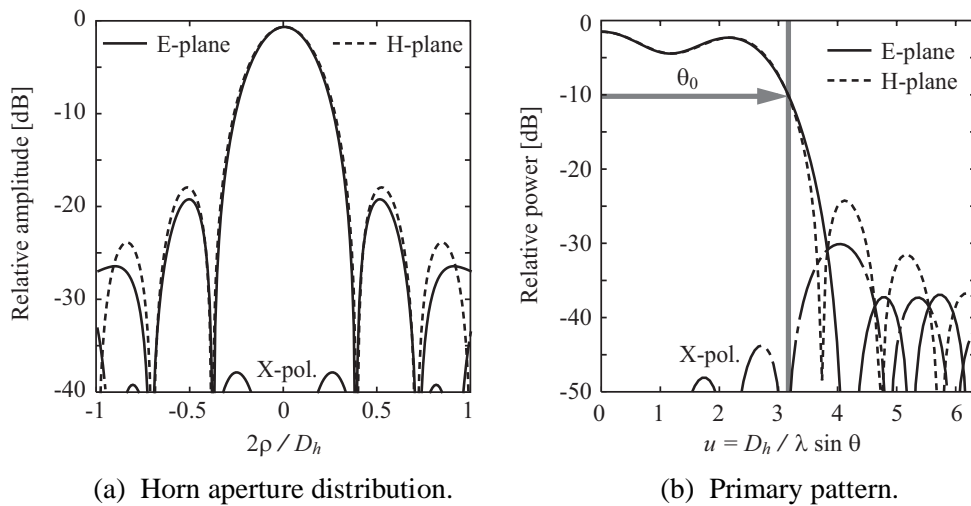 0
-10
-20
-30
-40
Relative amplitude [dB]
E-plane
H-plane
X-pol.
-1
-0.5
0
0.5
1
2ρ / D_h
(a) Horn aperture distribution.
0
-10
-20
-30
-40
-50
Relative power [dB]
E-plane
H-plane
θ₀
X-pol.
0
1
2
3
4
5
6
u = D_h / λ sin θ
(b) Primary pattern.